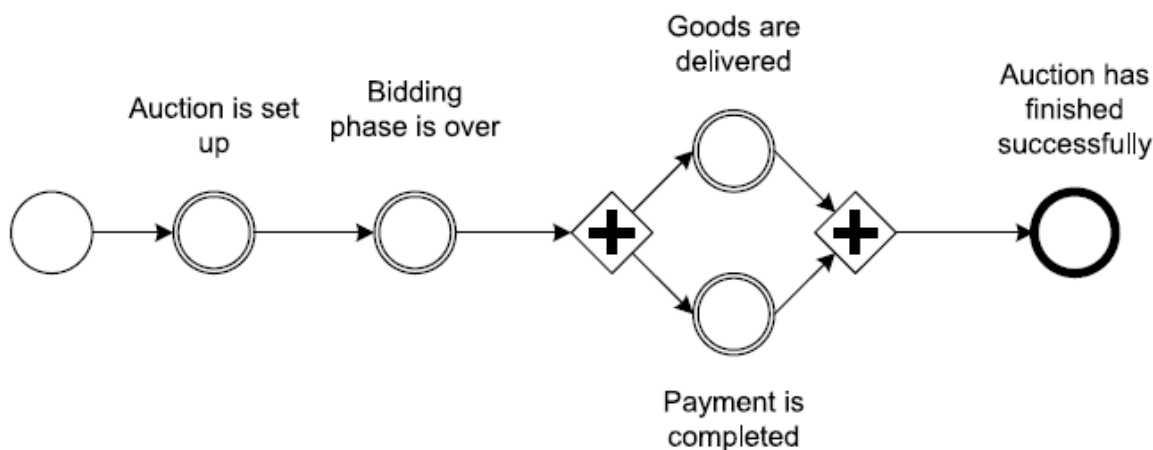 Auction is set
up
Bidding
phase is over
Goods are
delivered
Payment is
completed
Auction has
finished
successfully